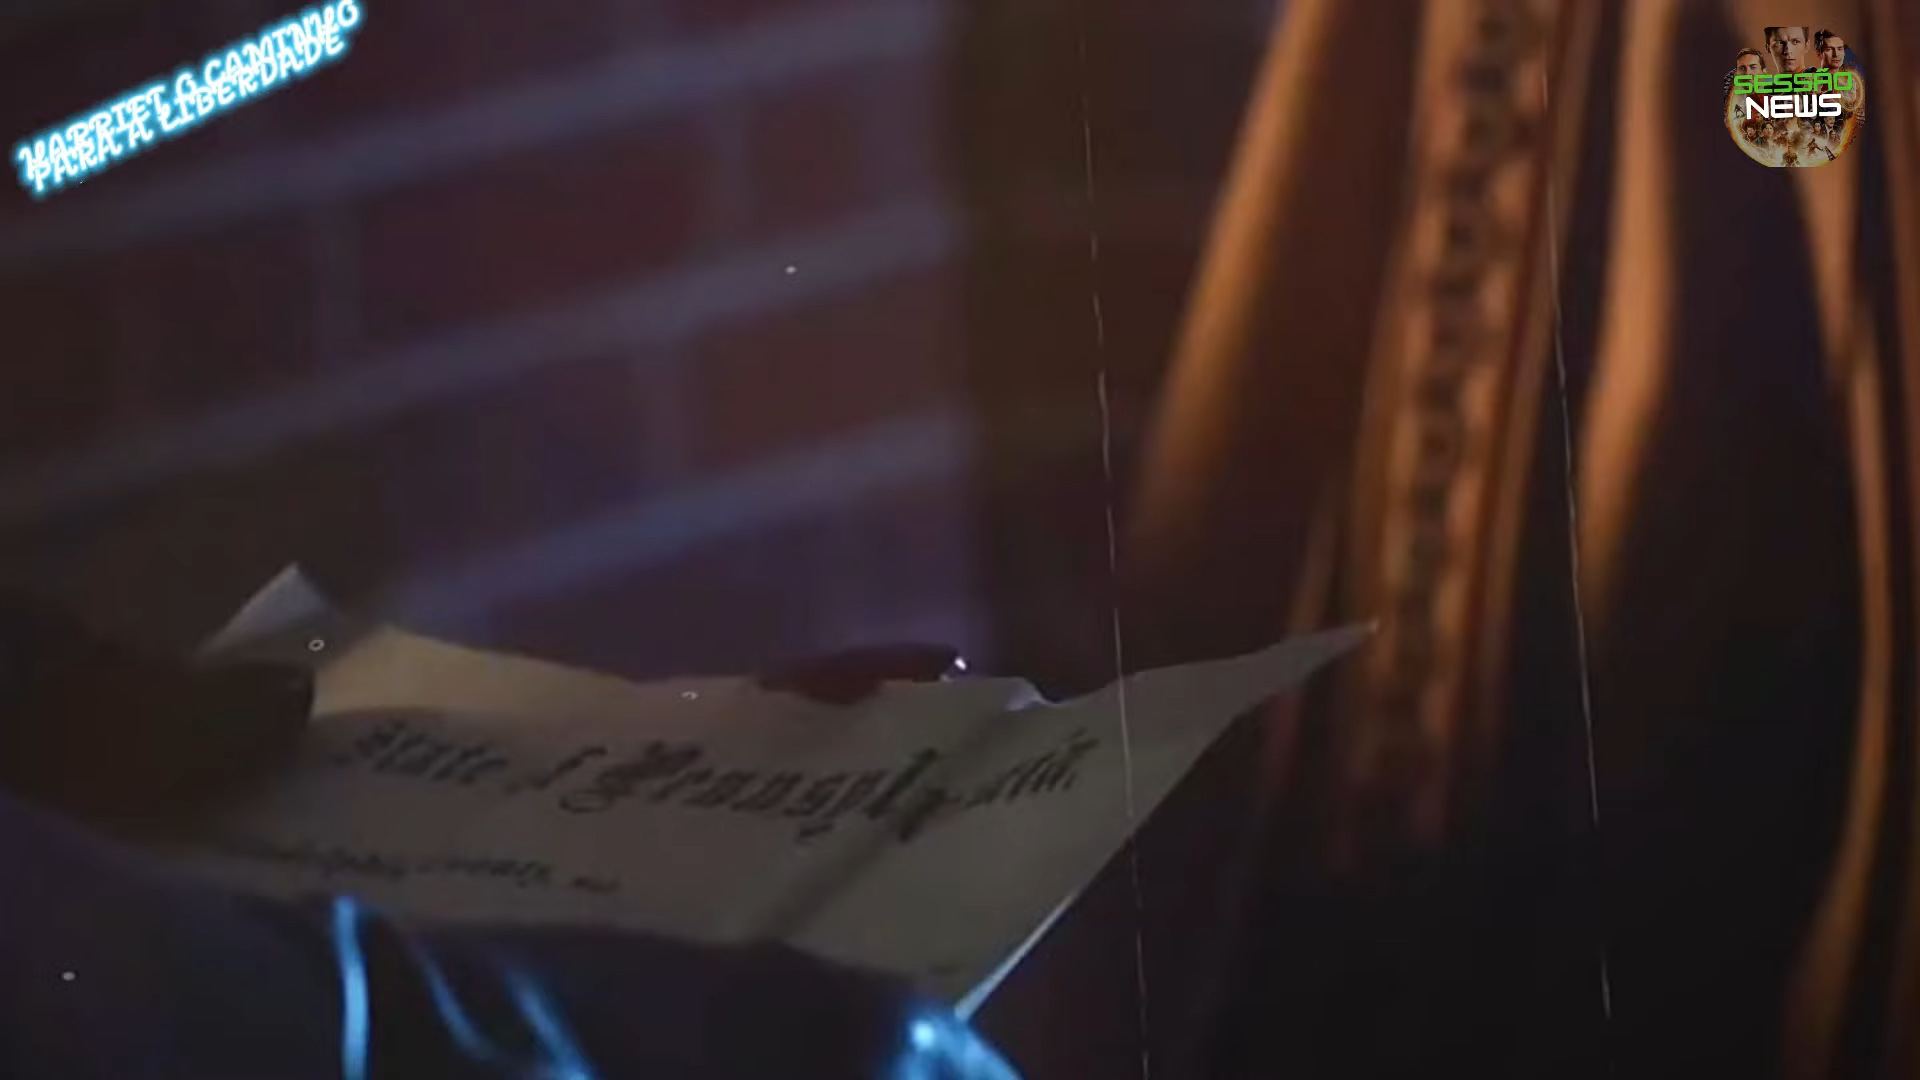 HARRIET O CAMINHO
PARA A LIBERDADE
SESSÃO
NEWS
State of Pennsylvania